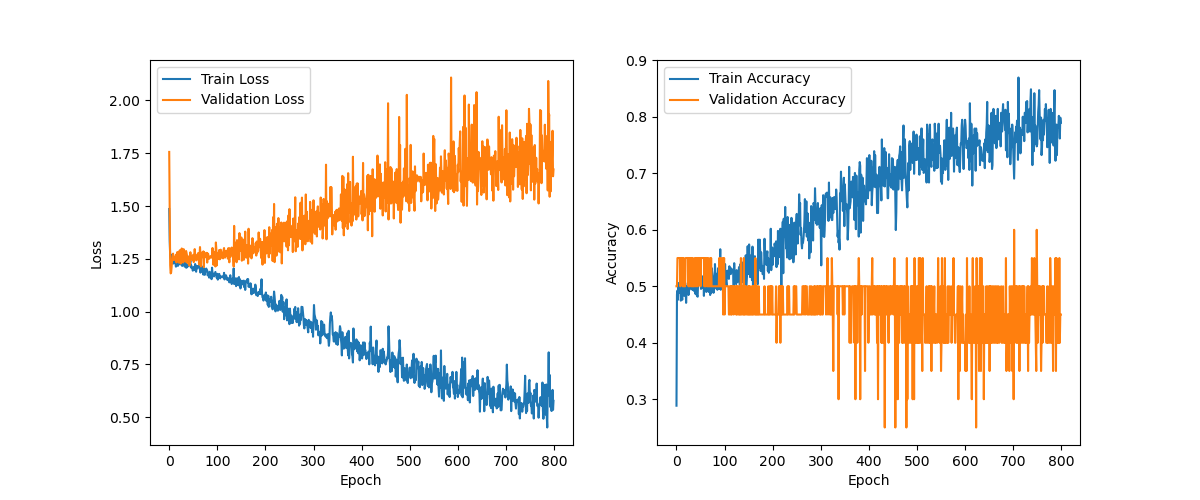 Train Loss
Validation Loss
2.00
1.75
1.50
1.25
1.00
0.75
0.50
Loss
0 100 200 300 400 500 600 700 800
Epoch
Train Accuracy
Validation Accuracy
0.9
0.8
0.7
0.6
0.5
0.4
0.3
Accuracy
0 100 200 300 400 500 600 700 800
Epoch